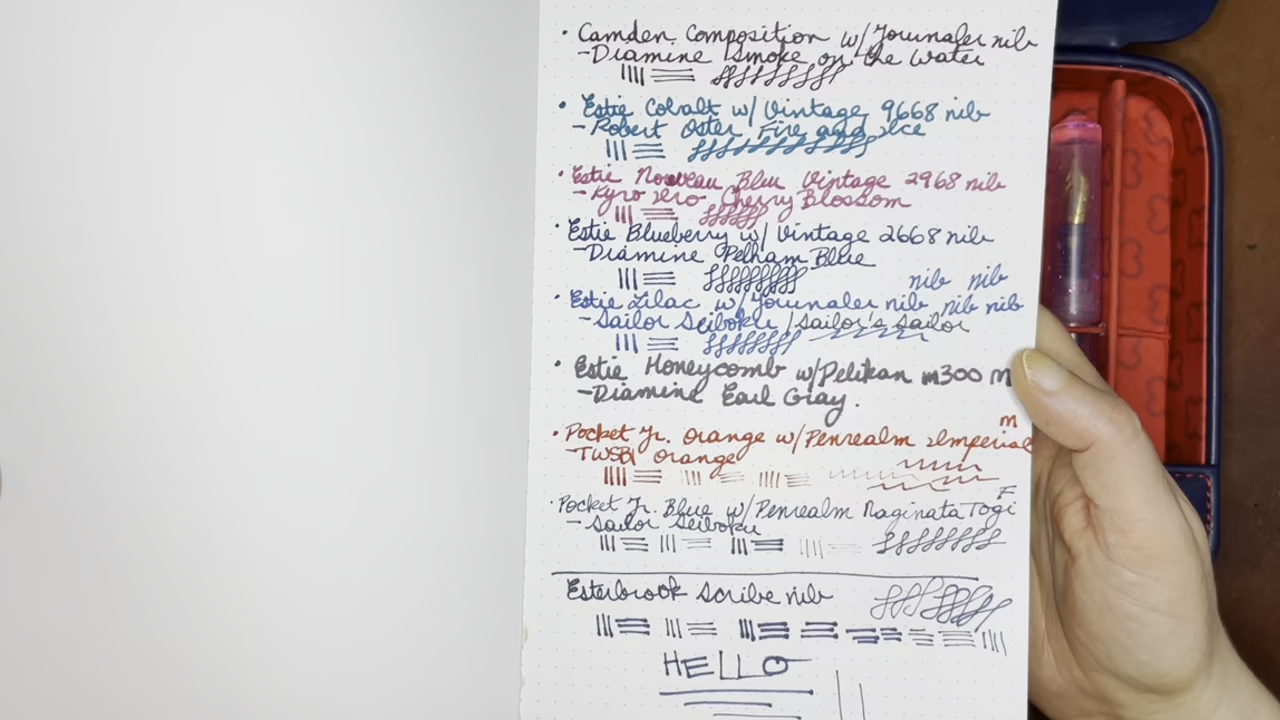 • Camden Composition w/ Journaler nib
- Diamine Smoke on the Water
• Estie Cobalt w/ Vintage 9668 nib
- Robert Oster Fire and Ice
• Estie Nouveau Bleu Vintage 2968 nib
- Kyro Iro Cherry Blossom
• Estie Blueberry w/ Vintage 2668 nib
- Diamine Pelham Blue
nib nib
• Estie Lilac w/ Journaler nib nib nib
- Sailor Seiboku / Sailor's Sailor
• Estie Honeycomb w/ Pelikan m300 M
- Diamine Earl Gray.
m
• Pocket Jr. Orange w/ Penrealm Imperial
- TWSBI Orange
F
• Pocket Jr. Blue w/ Penrealm Naginata Togi
- Sailor Seiboku
Esterbrook Scribe nib
HELLO